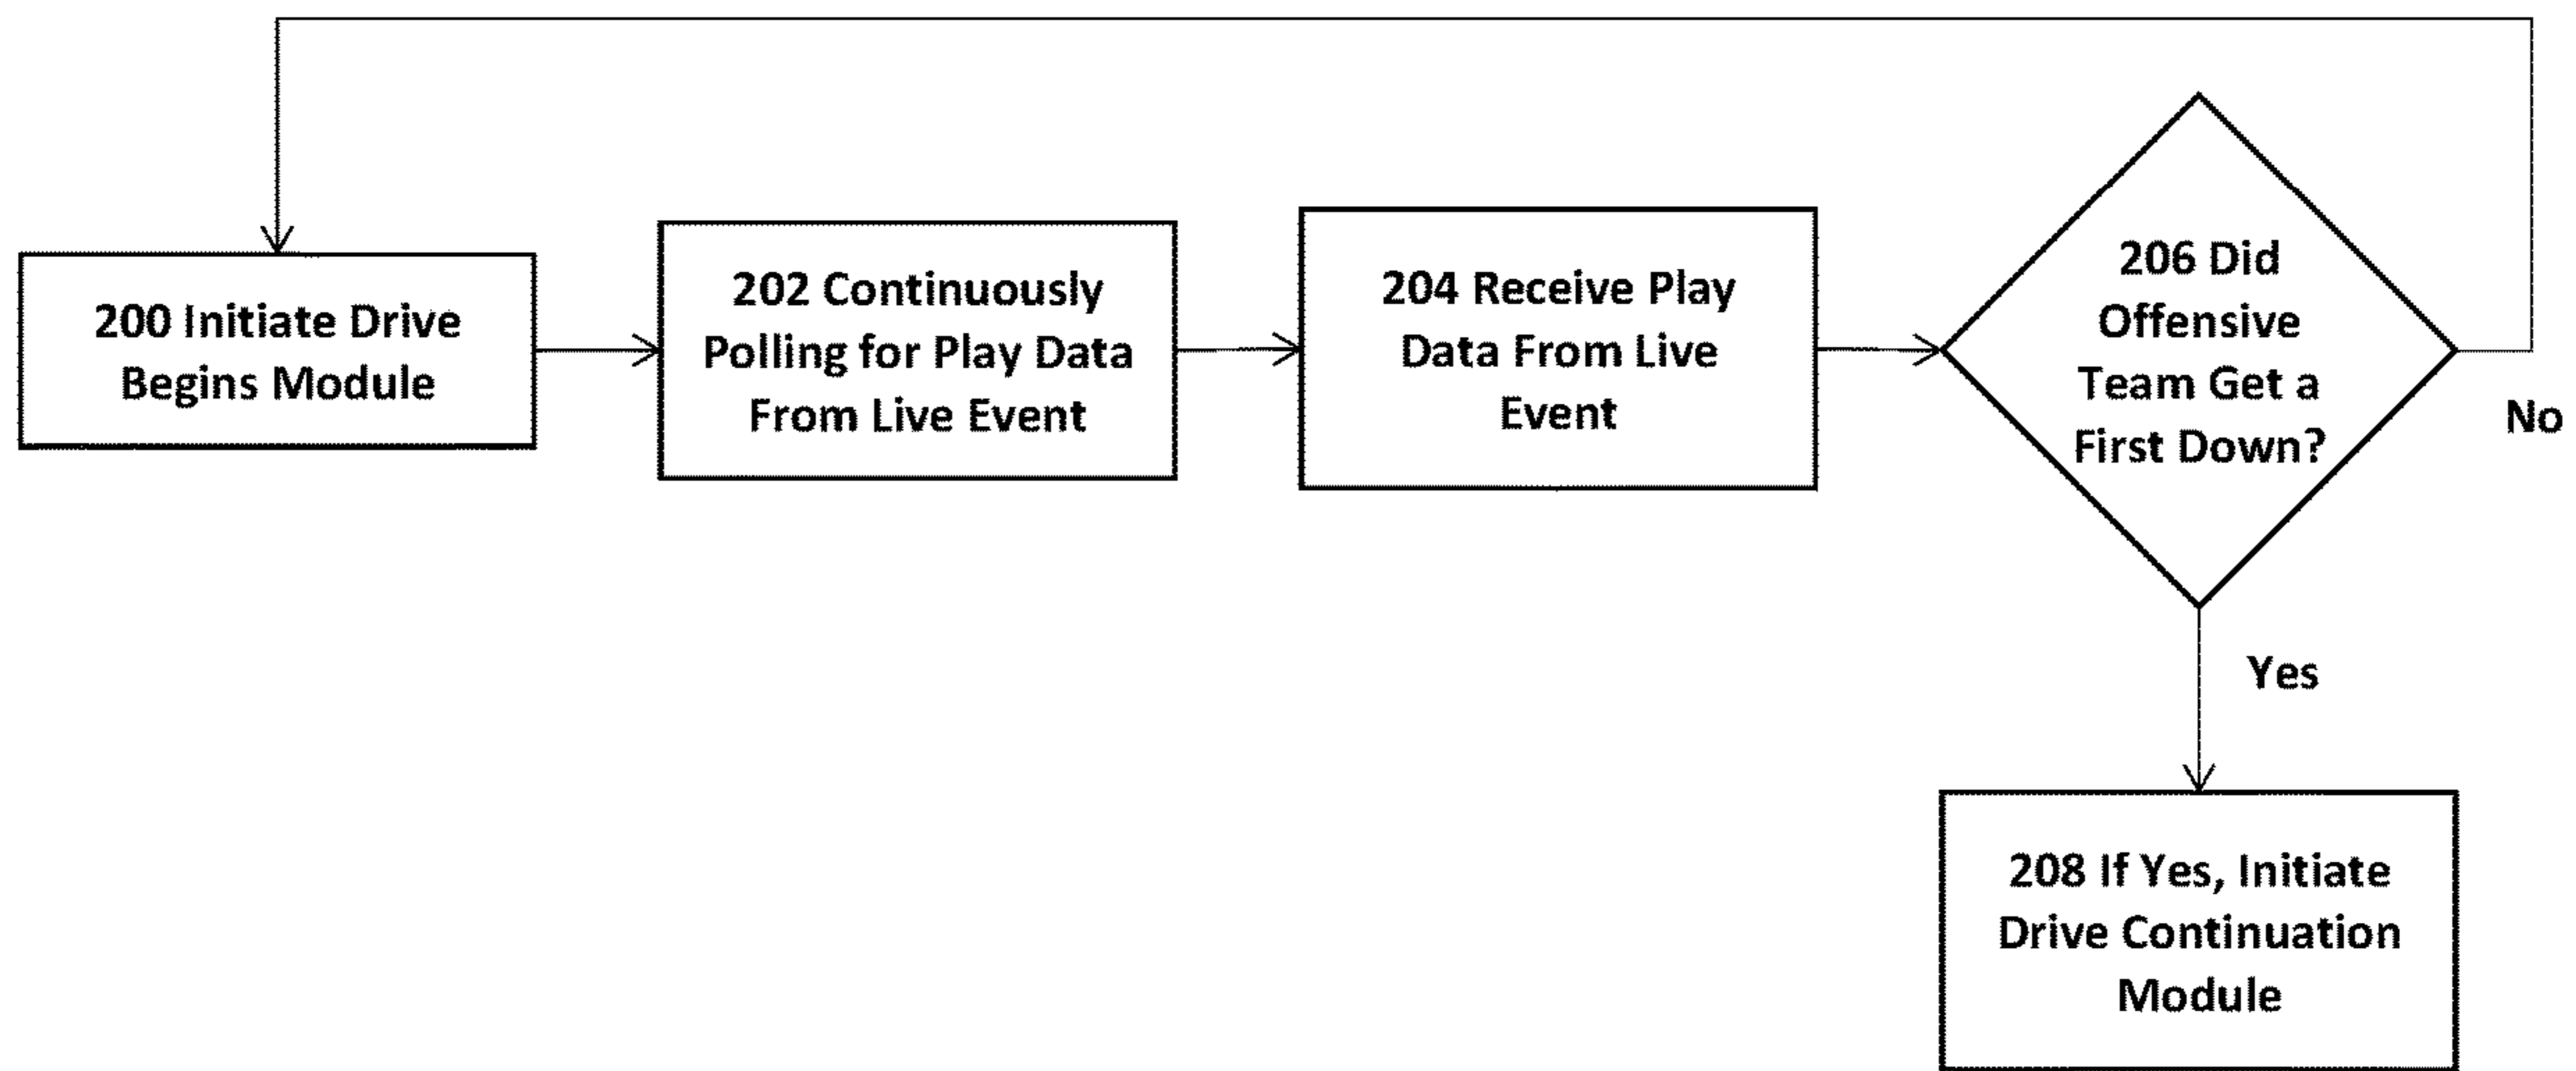 200 Initiate Drive
Begins Module
202 Continuously
Polling for Play Data
From Live Event
204 Receive Play
Data From Live
Event
206 Did
Offensive
Team Get a
First Down?
No
Yes
208 If Yes, Initiate
Drive Continuation
Module